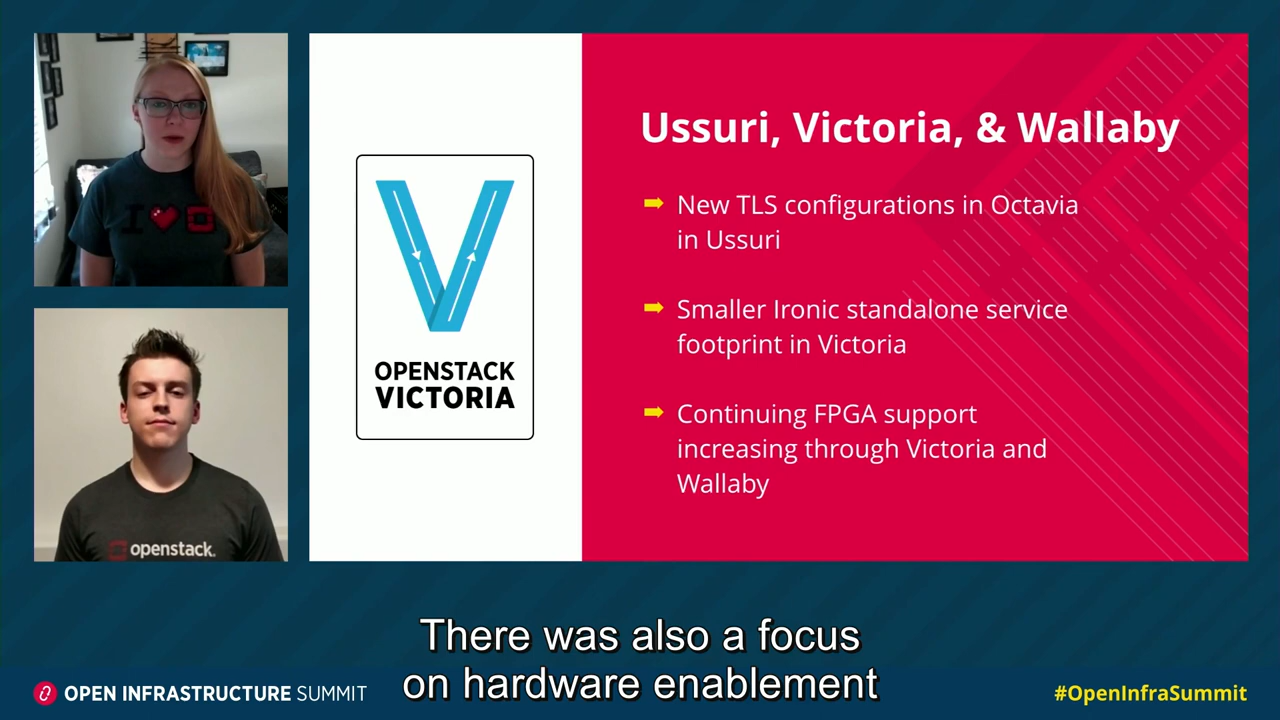 I
openstack.
OPENSTACK
VICTORIA
Ussuri, Victoria, & Wallaby
New TLS configurations in Octavia
in Ussuri
Smaller Ironic standalone service
footprint in Victoria
Continuing FPGA support
increasing through Victoria and
Wallaby
There was also a focus
on hardware enablement
OPEN INFRASTRUCTURE SUMMIT
#OpenInfraSummit